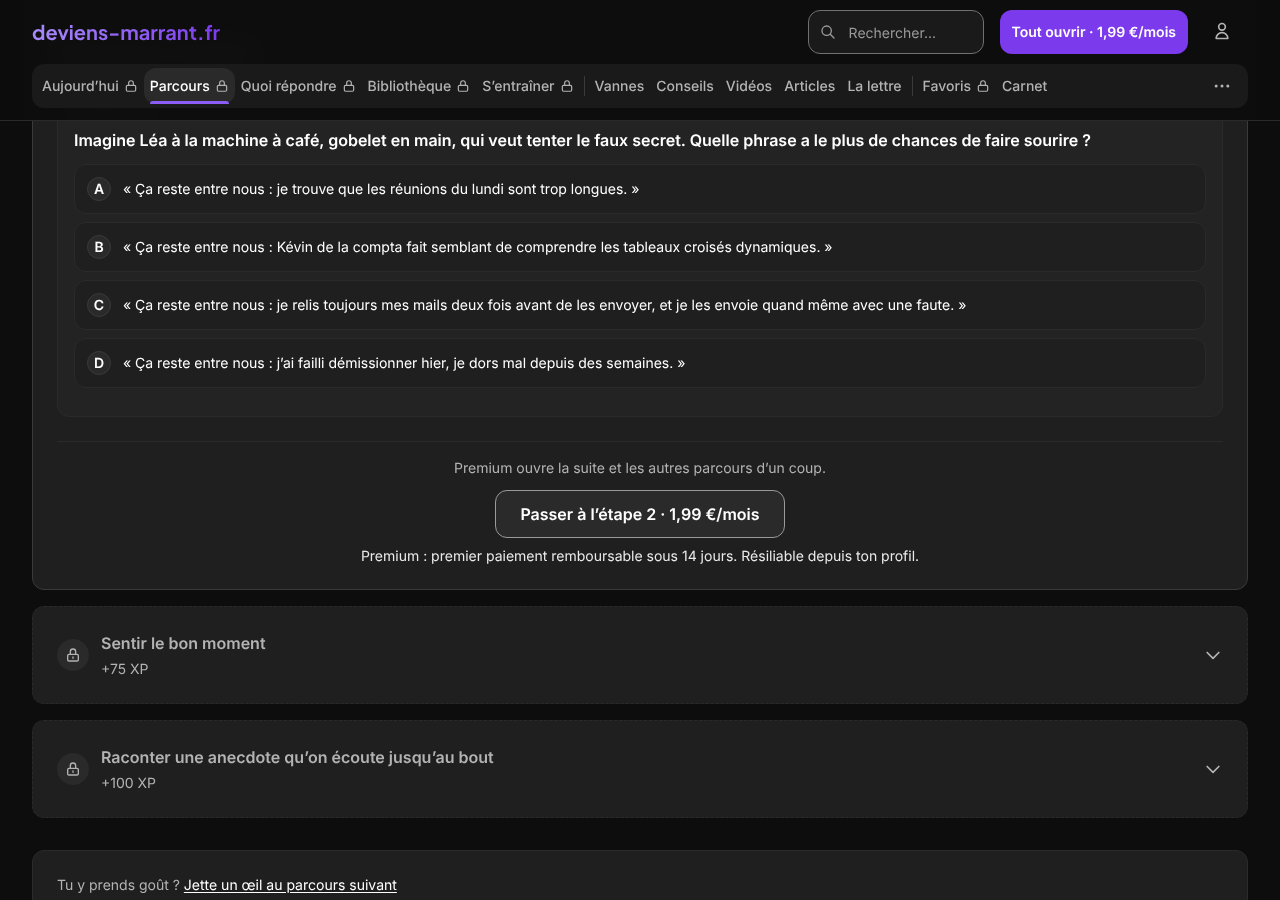 deviens-marrant.fr
Rechercher...
Tout ouvrir · 1,99 €/mois
Aujourd’hui Parcours Quoi répondre Bibliothèque S’entraîner Vannes Conseils Vidéos Articles La lettre Favoris Carnet
Imagine Léa à la machine à café, gobelet en main, qui veut tenter le faux secret. Quelle phrase a le plus de chances de faire sourire ?
A « Ça reste entre nous : je trouve que les réunions du lundi sont trop longues. »
B « Ça reste entre nous : Kévin de la compta fait semblant de comprendre les tableaux croisés dynamiques. »
C « Ça reste entre nous : je relis toujours mes mails deux fois avant de les envoyer, et je les envoie quand même avec une faute. »
D « Ça reste entre nous : j’ai failli démissionner hier, je dors mal depuis des semaines. »
Premium ouvre la suite et les autres parcours d’un coup.
Passer à l’étape 2 · 1,99 €/mois
Premium : premier paiement remboursable sous 14 jours. Résiliable depuis ton profil.
Sentir le bon moment
+75 XP
Raconter une anecdote qu’on écoute jusqu’au bout
+100 XP
Tu y prends goût ? Jette un œil au parcours suivant